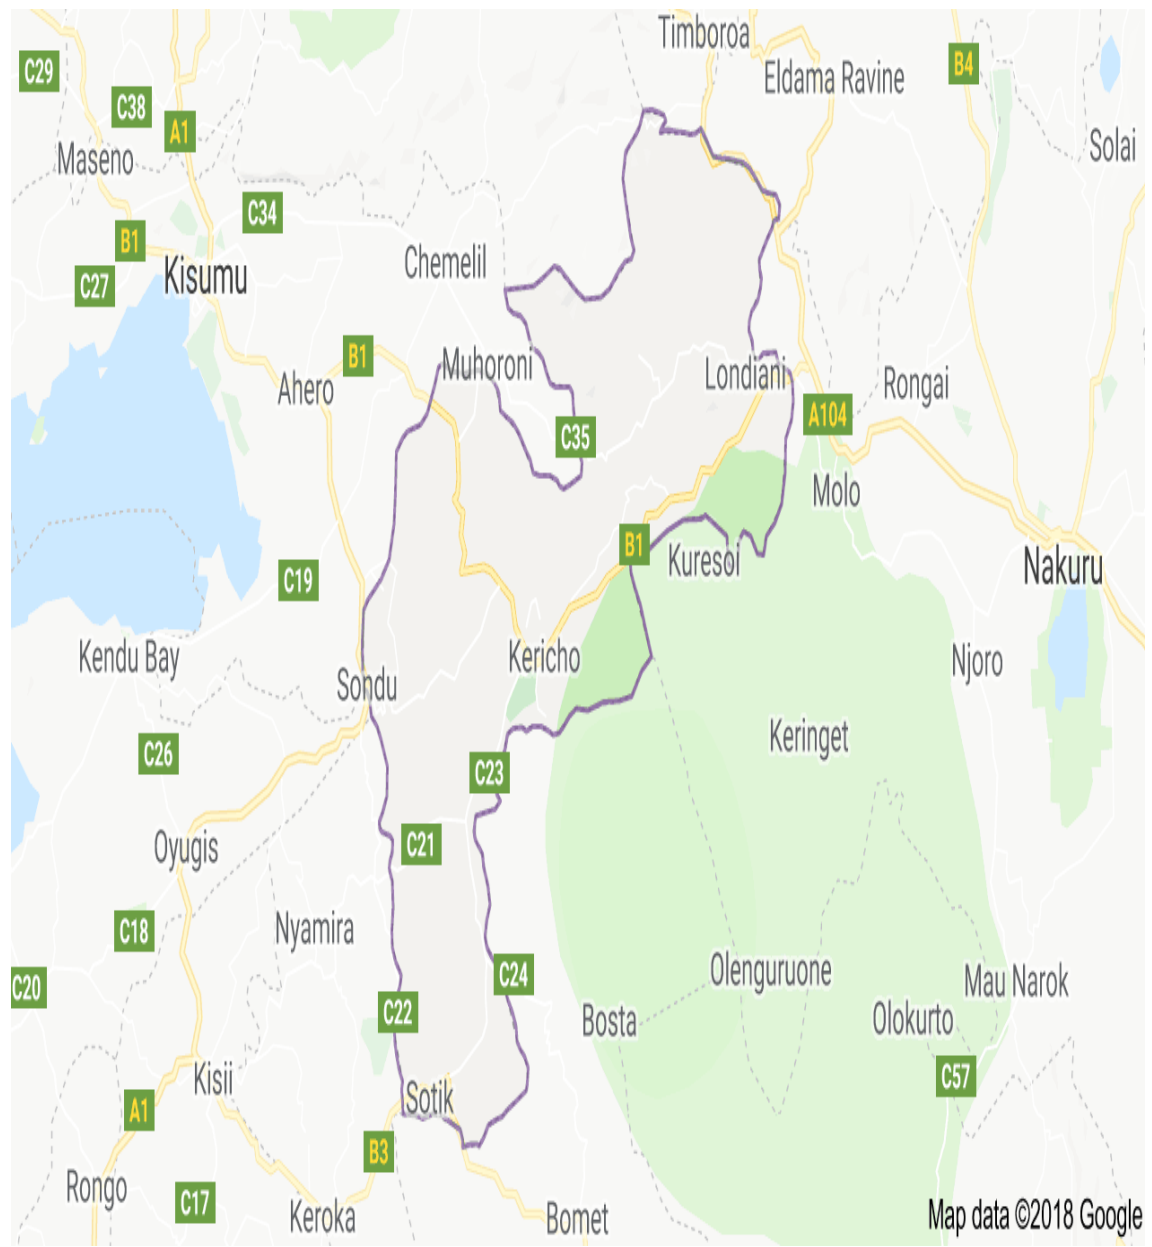 Timboroa
C29
B4
Eldama Ravine
C38
A1
Solai
Maseno
C34
B1
Chemelil
Kisumu
C27
B1
Muhoroni
Londiani
Ahero
Rongai
A104
C35
Molo
B1
Kuresoi
Nakuru
C19
Kendu Bay
Kericho
Njoro
Sondu
Keringet
C26
C23
C21
Oyugis
C18
Nyamira
C24
Olenguruone
Mau Narok
C20
C22
Bosta
Olokurto
Kisii
C57
Sotik
A1
B3
Rongo
C17
Keroka
Bomet
Map data ©2018 Google